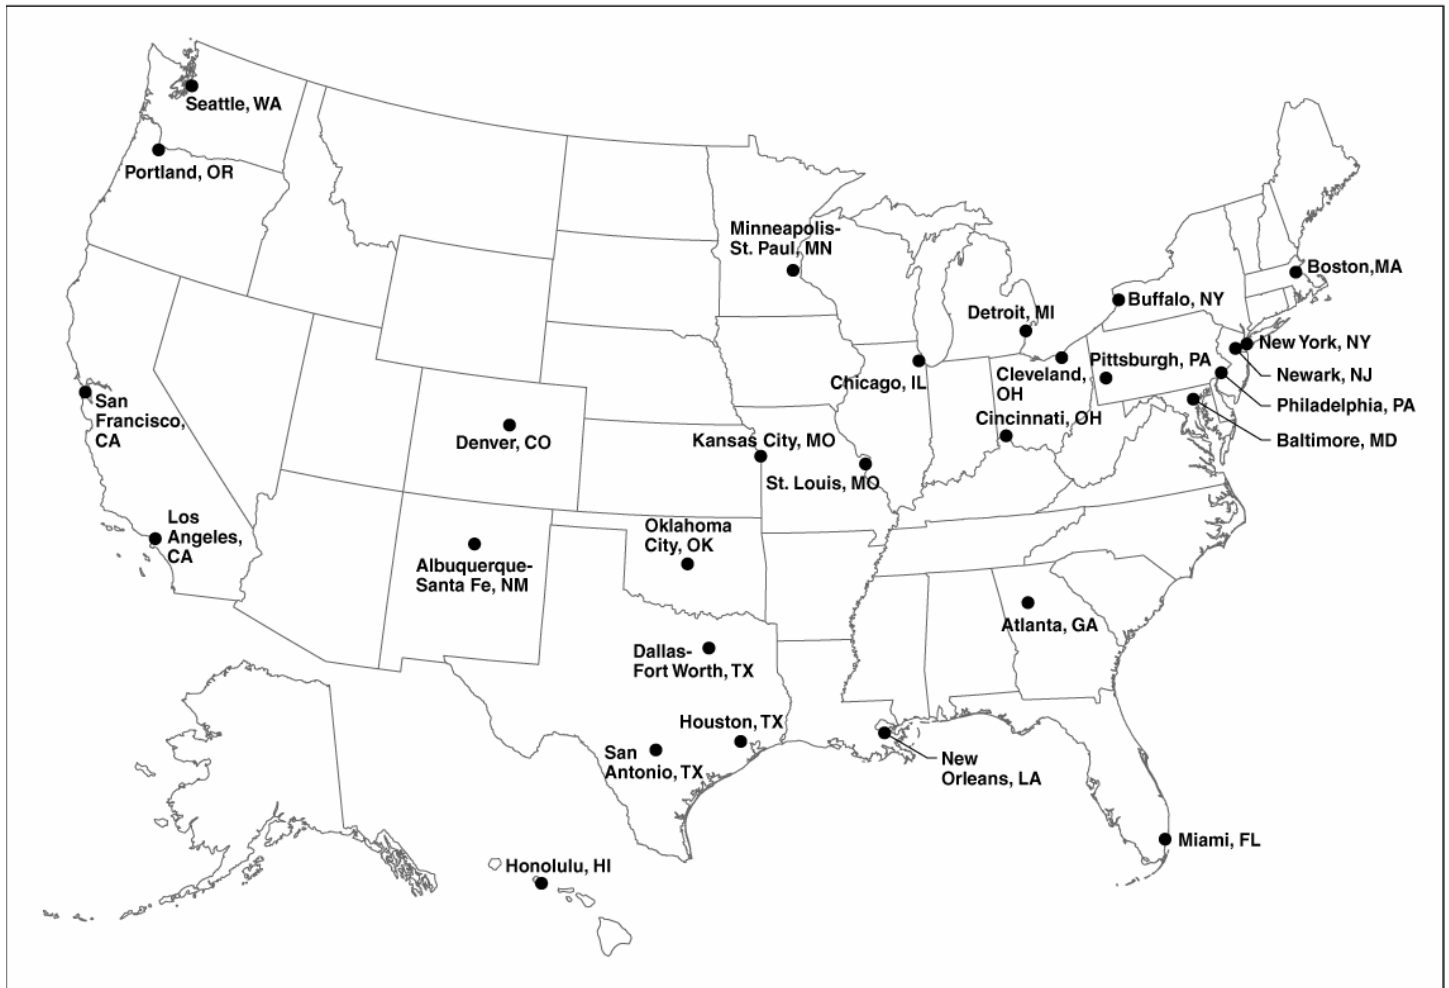 Seattle, WA
Portland, OR
Minneapolis-
St. Paul, MN
Boston,MA
Buffalo, NY
Detroit, MI
New York, NY
Pittsburgh, PA
Cleveland,
OH
Chicago, IL
Newark, NJ
Philadelphia, PA
San
Francisco,
CA
Cincinnati, OH
Denver, CO
Kansas City, MO
Baltimore, MD
St. Louis, MO
Los
Angeles,
CA
Oklahoma
City, OK
Albuquerque-
Santa Fe, NM
Atlanta, GA
Dallas-
Fort Worth, TX
Houston, TX
San
Antonio, TX
New
Orleans, LA
Miami, FL
Honolulu, HI